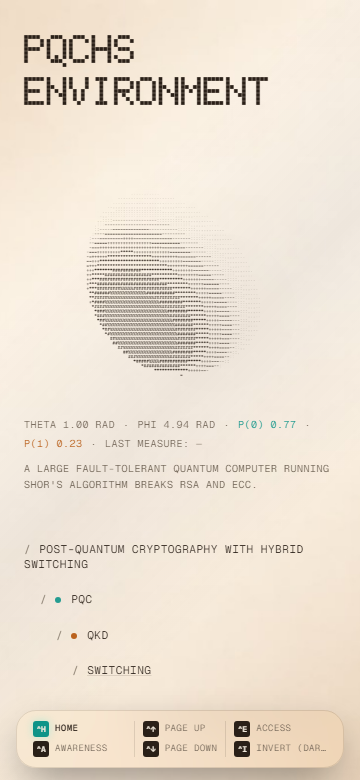 PQCHS
ENVIRONMENT
THETA 1.00 RAD · PHI 4.94 RAD · P(0) 0.77 ·
P(1) 0.23 · LAST MEASURE: —
A LARGE FAULT-TOLERANT QUANTUM COMPUTER RUNNING
SHOR'S ALGORITHM BREAKS RSA AND ECC.
/ POST-QUANTUM CRYPTOGRAPHY WITH HYBRID
SWITCHING
/ ● PQC
/ ● QKD
/ SWITCHING
^H HOME ^↑ PAGE UP ^E ACCESS
^A AWARENESS ^↓ PAGE DOWN ^I INVERT (DAR…